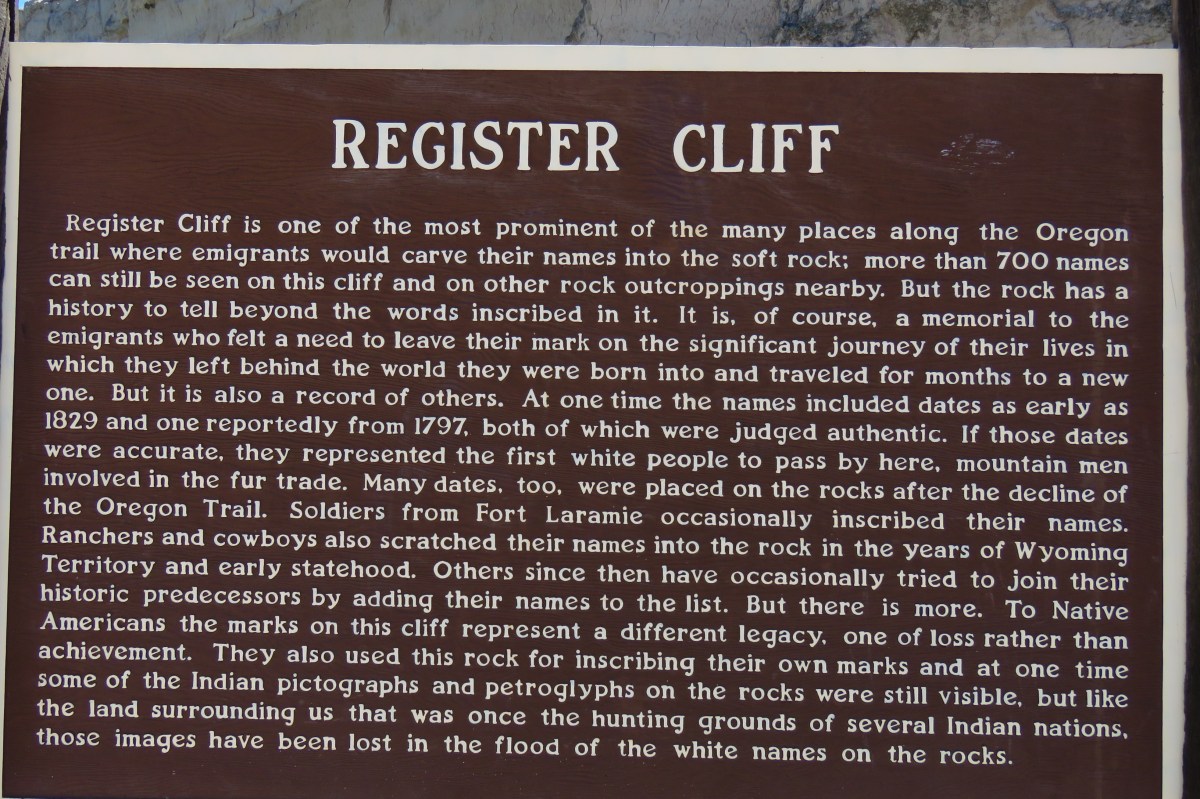 REGISTER CLIFF
Register Cliff is one of the most prominent of the many places along the Oregon
trail where emigrants would carve their names into the soft rock; more than 700 names
can still be seen on this cliff and on other rock outcroppings nearby. But the rock has a
history to tell beyond the words inscribed in it. It is, of course, a memorial to the
emigrants who felt a need to leave their mark on the significant journey of their lives in
which they left behind the world they were born into and traveled for months to a new
one. But it is also a record of others. At one time the names included dates as early as
1829 and one reportedly from 1797, both of which were judged authentic. If those dates
were accurate, they represented the first white people to pass by here, mountain men
involved in the fur trade. Many dates, too, were placed on the rocks after the decline of
the Oregon Trail. Soldiers from Fort Laramie occasionally inscribed their names.
Ranchers and cowboys also scratched their names into the rock in the years of Wyoming
Territory and early statehood. Others since then have occasionally tried to join their
historic predecessors by adding their names to the list. But there is more. To Native
Americans the marks on this cliff represent a different legacy, one of loss rather than
achievement. They also used this rock for inscribing their own marks and at one time
some of the Indian pictographs and petroglyphs on the rocks were still visible, but like
the land surrounding us that was once the hunting grounds of several Indian nations,
those images have been lost in the flood of the white names on the rocks.